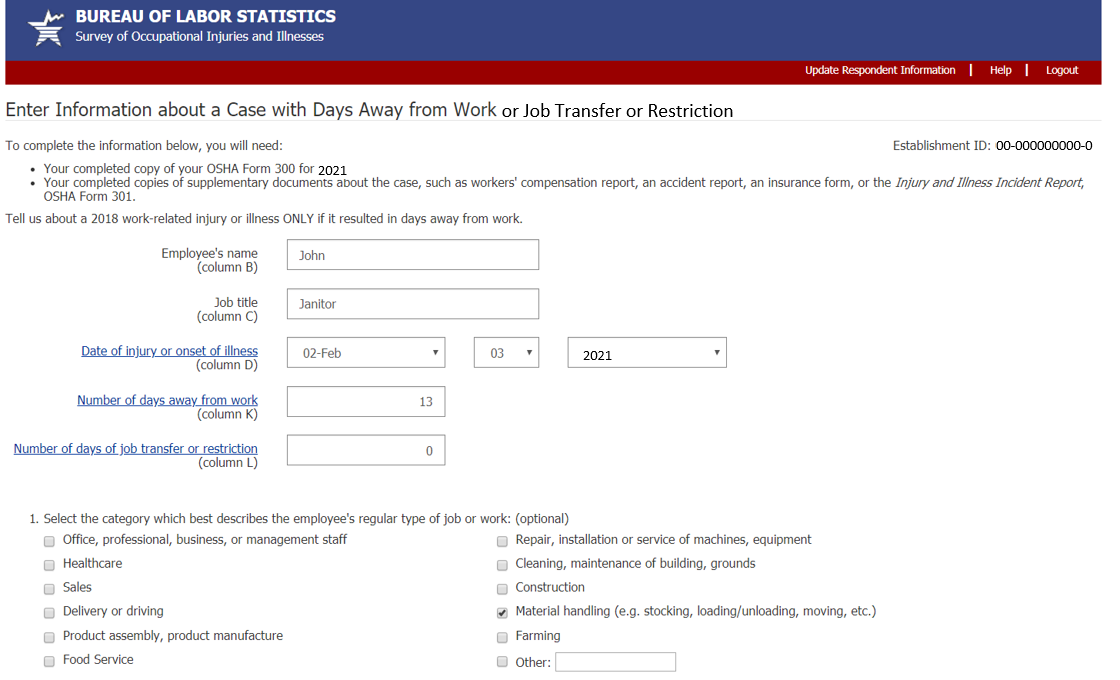 BUREAU OF LABOR STATISTICS
Survey of Occupational Injuries and Illnesses
Update Respondent Information | Help | Logout
Enter Information about a Case with Days Away from Work or Job Transfer or Restriction
To complete the information below, you will need:
Establishment ID: 00-000000000-0
• Your completed copy of your OSHA Form 300 for 2021
• Your completed copies of supplementary documents about the case, such as workers' compensation report, an accident report, an insurance form, or the Injury and Illness Incident Report,
OSHA Form 301.
Tell us about a 2018 work-related injury or illness ONLY if it resulted in days away from work.
Employee's name
(column B)
John
Job title
(column C)
Janitor
Date of injury or onset of illness
(column D)
02-Feb 03 2021
Number of days away from work
(column K)
13
Number of days of job transfer or restriction
(column L)
0
1. Select the category which best describes the employee's regular type of job or work: (optional)
Office, professional, business, or management staff
Healthcare
Sales
Delivery or driving
Product assembly, product manufacture
Food Service
Repair, installation or service of machines, equipment
Cleaning, maintenance of building, grounds
Construction
Material handling (e.g. stocking, loading/unloading, moving, etc.)
Farming
Other: